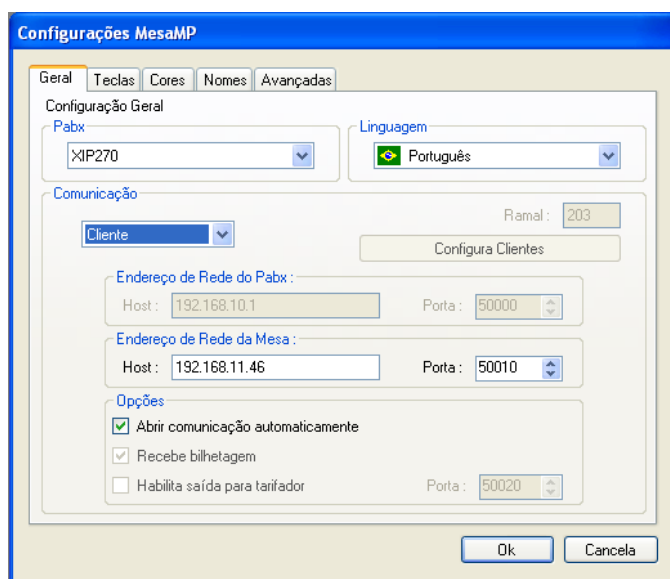 Configurações MesaMP
Geral Teclas Cores Nomes Avançadas
Configuração Geral
Pabx Linguagem
XIP270 Português
Comunicação
Ramal : 203
Cliente
Configura Clientes
Endereço de Rede do Pabx :
Host : 192.168.10.1 Porta : 50000
Endereço de Rede da Mesa :
Host : 192.168.11.46 Porta : 50010
Opções
Abrir comunicação automaticamente
Recebe bilhetagem
Habilita saída para tarifador Porta : 50020
Ok Cancela